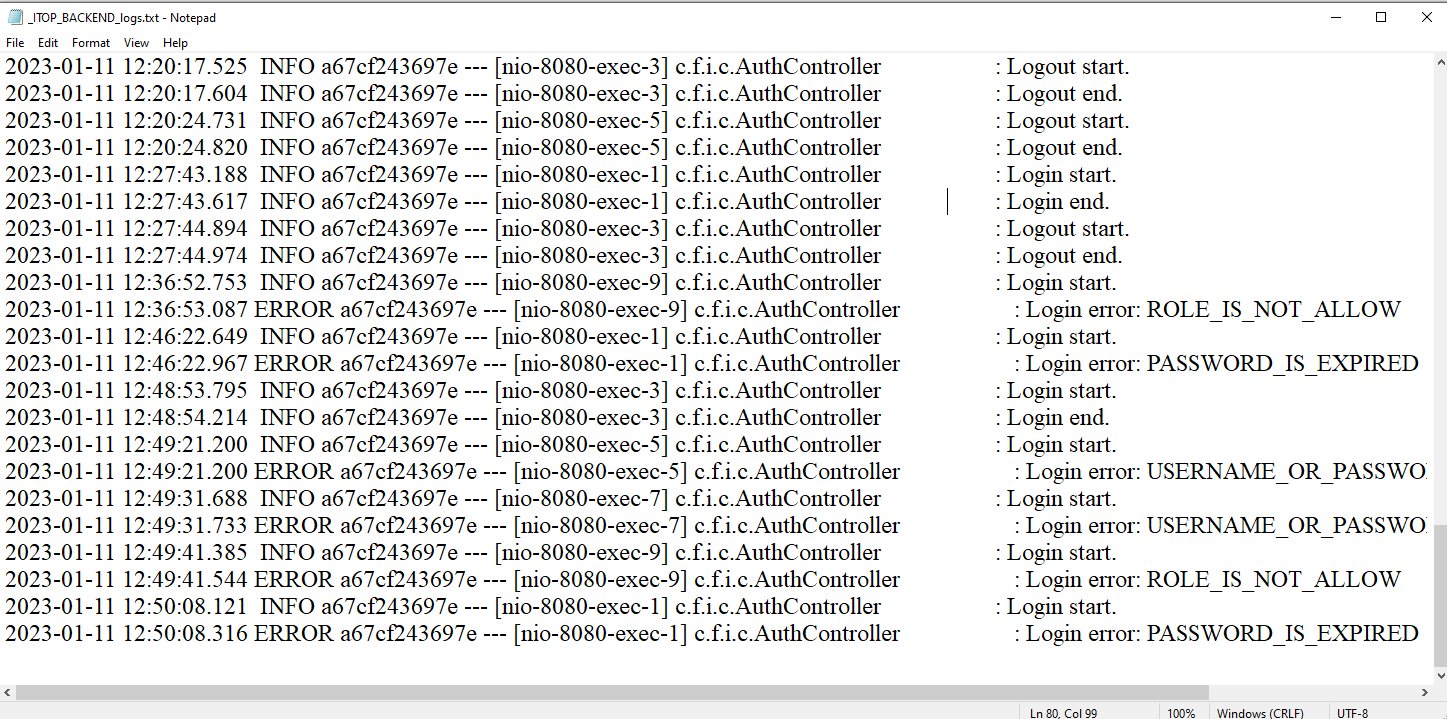 _ITOP_BACKEND_logs.txt - Notepad
File Edit Format View Help
2023-01-11 12:20:17.525  INFO a67cf243697e --- [nio-8080-exec-3] c.f.i.c.AuthController : Logout start.
2023-01-11 12:20:17.604  INFO a67cf243697e --- [nio-8080-exec-3] c.f.i.c.AuthController : Logout end.
2023-01-11 12:20:24.731  INFO a67cf243697e --- [nio-8080-exec-5] c.f.i.c.AuthController : Logout start.
2023-01-11 12:20:24.820  INFO a67cf243697e --- [nio-8080-exec-5] c.f.i.c.AuthController : Logout end.
2023-01-11 12:27:43.188  INFO a67cf243697e --- [nio-8080-exec-1] c.f.i.c.AuthController : Login start.
2023-01-11 12:27:43.617  INFO a67cf243697e --- [nio-8080-exec-1] c.f.i.c.AuthController : Login end.
2023-01-11 12:27:44.894  INFO a67cf243697e --- [nio-8080-exec-3] c.f.i.c.AuthController : Logout start.
2023-01-11 12:27:44.974  INFO a67cf243697e --- [nio-8080-exec-3] c.f.i.c.AuthController : Logout end.
2023-01-11 12:36:52.753  INFO a67cf243697e --- [nio-8080-exec-9] c.f.i.c.AuthController : Login start.
2023-01-11 12:36:53.087 ERROR a67cf243697e --- [nio-8080-exec-9] c.f.i.c.AuthController : Login error: ROLE_IS_NOT_ALLOW
2023-01-11 12:46:22.649  INFO a67cf243697e --- [nio-8080-exec-1] c.f.i.c.AuthController : Login start.
2023-01-11 12:46:22.967 ERROR a67cf243697e --- [nio-8080-exec-1] c.f.i.c.AuthController : Login error: PASSWORD_IS_EXPIRED
2023-01-11 12:48:53.795  INFO a67cf243697e --- [nio-8080-exec-3] c.f.i.c.AuthController : Login start.
2023-01-11 12:48:54.214  INFO a67cf243697e --- [nio-8080-exec-3] c.f.i.c.AuthController : Login end.
2023-01-11 12:49:21.200  INFO a67cf243697e --- [nio-8080-exec-5] c.f.i.c.AuthController : Login start.
2023-01-11 12:49:21.200 ERROR a67cf243697e --- [nio-8080-exec-5] c.f.i.c.AuthController : Login error: USERNAME_OR_PASSWO
2023-01-11 12:49:31.688  INFO a67cf243697e --- [nio-8080-exec-7] c.f.i.c.AuthController : Login start.
2023-01-11 12:49:31.733 ERROR a67cf243697e --- [nio-8080-exec-7] c.f.i.c.AuthController : Login error: USERNAME_OR_PASSWO
2023-01-11 12:49:41.385  INFO a67cf243697e --- [nio-8080-exec-9] c.f.i.c.AuthController : Login start.
2023-01-11 12:49:41.544 ERROR a67cf243697e --- [nio-8080-exec-9] c.f.i.c.AuthController : Login error: ROLE_IS_NOT_ALLOW
2023-01-11 12:50:08.121  INFO a67cf243697e --- [nio-8080-exec-1] c.f.i.c.AuthController : Login start.
2023-01-11 12:50:08.316 ERROR a67cf243697e --- [nio-8080-exec-1] c.f.i.c.AuthController : Login error: PASSWORD_IS_EXPIRED
Ln 80, Col 99 100% Windows (CRLF) UTF-8